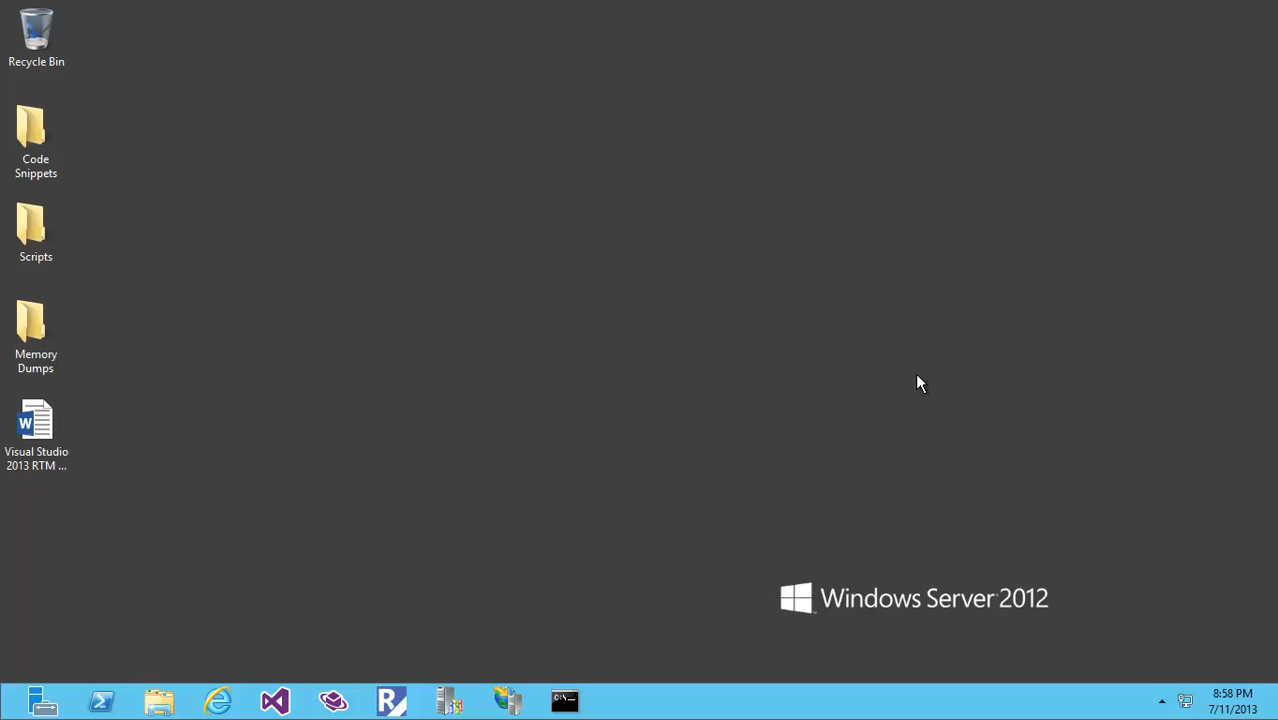 Recycle Bin
Code
Snippets
Scripts
Memory
Dumps
W
Visual Studio
2013 RTM ...
Windows Server 2012
R
C:\_
8:58 PM
7/11/2013